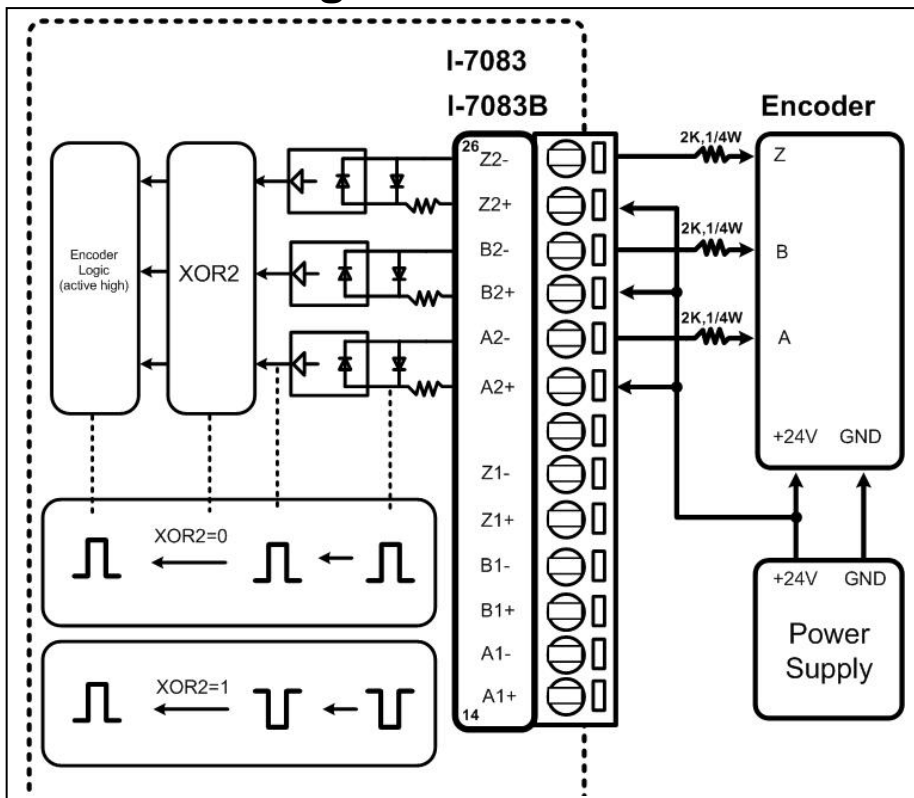 I-7083
I-7083B
Encoder
26
Z2-
Z2+
B2-
B2+
A2-
A2+
Z1-
Z1+
B1-
B1+
A1-
A1+
14
2K,1/4W
Z
2K,1/4W
B
2K,1/4W
A
+24V GND
+24V GND
Power
Supply
Encoder
Logic
(active high)
XOR2
XOR2=0
XOR2=1